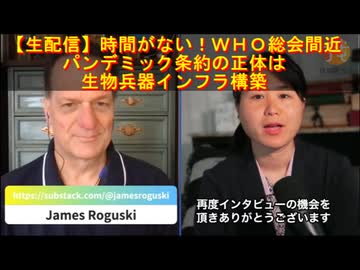 【生配信】時間がない！ＷＨＯ総会間近
パンデミック条約の正体は
生物兵器インフラ構築
https://substack.com/@jamesroguski
James Roguski
再度インタビューの機会を
頂きありがとうございます